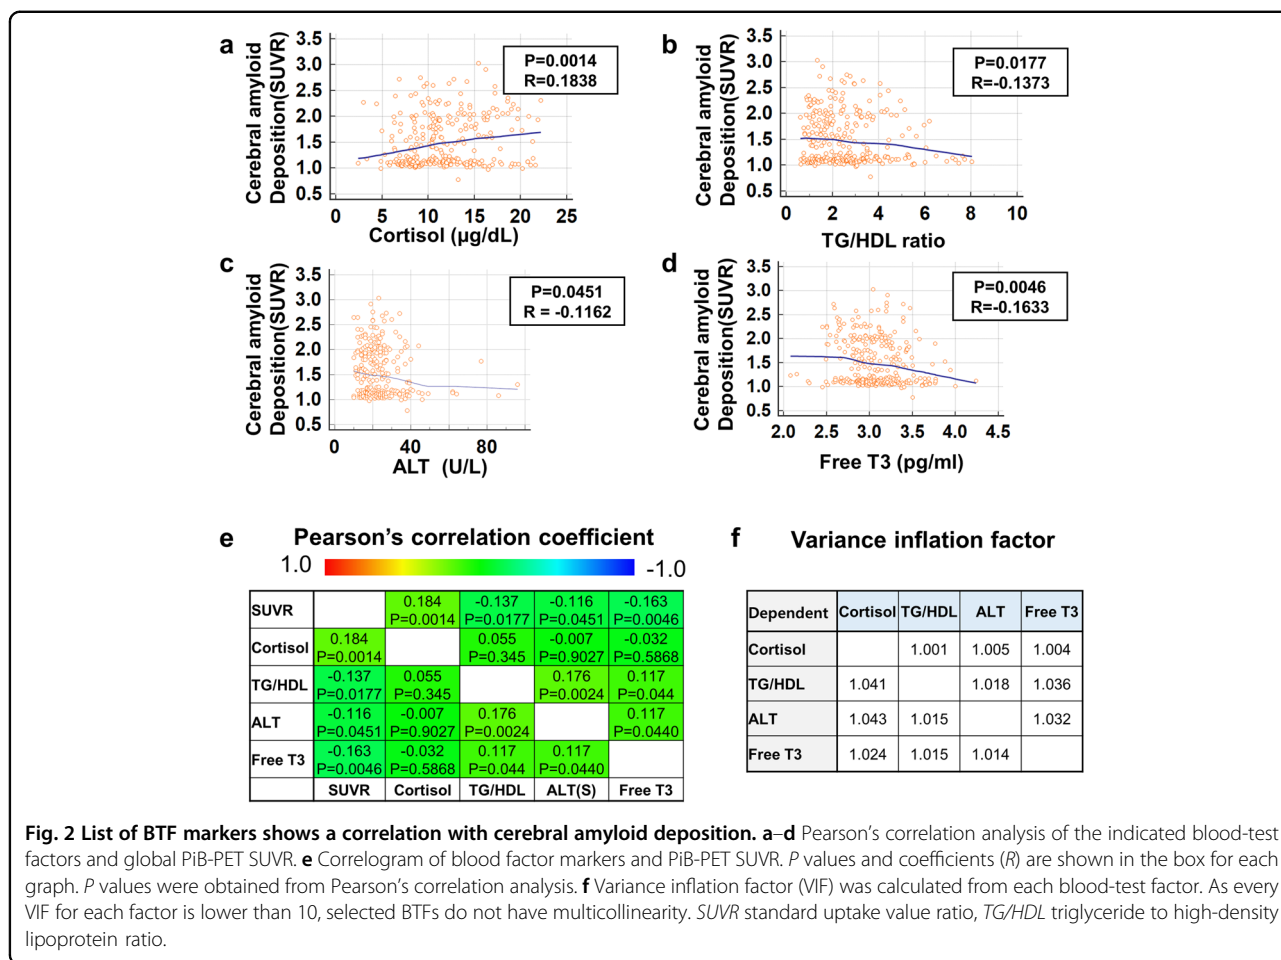 a
Cerebral amyloid
Deposition(SUVR)
3.5
3.0
2.5
2.0
1.5
1.0
0.5
P=0.0014
R=0.1838
0 5 10 15 20 25
Cortisol (µg/dL)
b
Cerebral amyloid
Deposition(SUVR)
3.5
3.0
2.5
2.0
1.5
1.0
0.5
P=0.0177
R=-0.1373
0 2 4 6 8 10
TG/HDL ratio
c
Cerebral amyloid
Deposition(SUVR)
3.5
3.0
2.5
2.0
1.5
1.0
0.5
P=0.0451
R = -0.1162
0 40 80
ALT (U/L)
d
Cerebral amyloid
Deposition(SUVR)
3.5
3.0
2.5
2.0
1.5
1.0
0.5
P=0.0046
R=-0.1633
2.0 2.5 3.0 3.5 4.0 4.5
Free T3 (pg/ml)
e Pearson's correlation coefficient
1.0 -1.0
SUVR 0.184 -0.137 -0.116 -0.163
P=0.0014 P=0.0177 P=0.0451 P=0.0046
Cortisol 0.184 0.055 -0.007 -0.032
P=0.0014 P=0.345 P=0.9027 P=0.5868
TG/HDL -0.137 0.055 0.176 0.117
P=0.0177 P=0.345 P=0.0024 P=0.044
ALT -0.116 -0.007 0.176 0.117
P=0.0451 P=0.9027 P=0.0024 P=0.0440
Free T3 -0.163 -0.032 0.117 0.117
P=0.0046 P=0.5868 P=0.044 P=0.0440
SUVR Cortisol TG/HDL ALT(S) Free T3
f Variance inflation factor
Dependent Cortisol TG/HDL ALT Free T3
Cortisol 1.001 1.005 1.004
TG/HDL 1.041 1.018 1.036
ALT 1.043 1.015 1.032
Free T3 1.024 1.015 1.014
Fig. 2 List of BTF markers shows a correlation with cerebral amyloid deposition. a–d Pearson's correlation analysis of the indicated blood-test
factors and global PiB-PET SUVR. e Correlogram of blood factor markers and PiB-PET SUVR. P values and coefficients (R) are shown in the box for each
graph. P values were obtained from Pearson's correlation analysis. f Variance inflation factor (VIF) was calculated from each blood-test factor. As every
VIF for each factor is lower than 10, selected BTFs do not have multicollinearity. SUVR standard uptake value ratio, TG/HDL triglyceride to high-density
lipoprotein ratio.